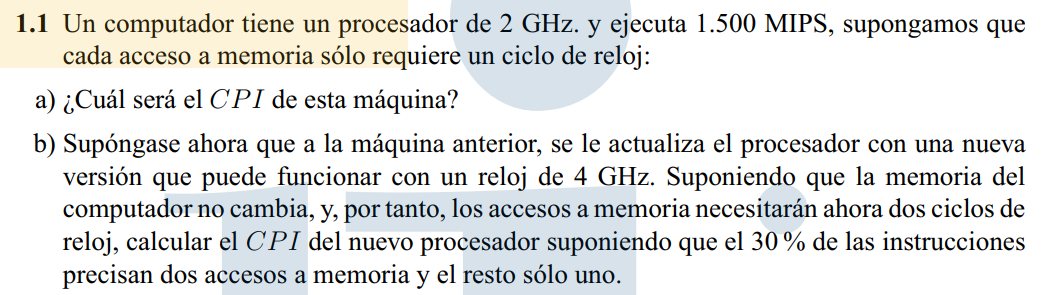 1.1 Un computador tiene un procesador de 2 GHz. y ejecuta 1.500 MIPS, supongamos que
cada acceso a memoria sólo requiere un ciclo de reloj:
a) ¿Cuál será el CPI de esta máquina?
b) Supóngase ahora que a la máquina anterior, se le actualiza el procesador con una nueva
versión que puede funcionar con un reloj de 4 GHz. Suponiendo que la memoria del
computador no cambia, y, por tanto, los accesos a memoria necesitarán ahora dos ciclos de
reloj, calcular el CPI del nuevo procesador suponiendo que el 30 % de las instrucciones
precisan dos accesos a memoria y el resto sólo uno.